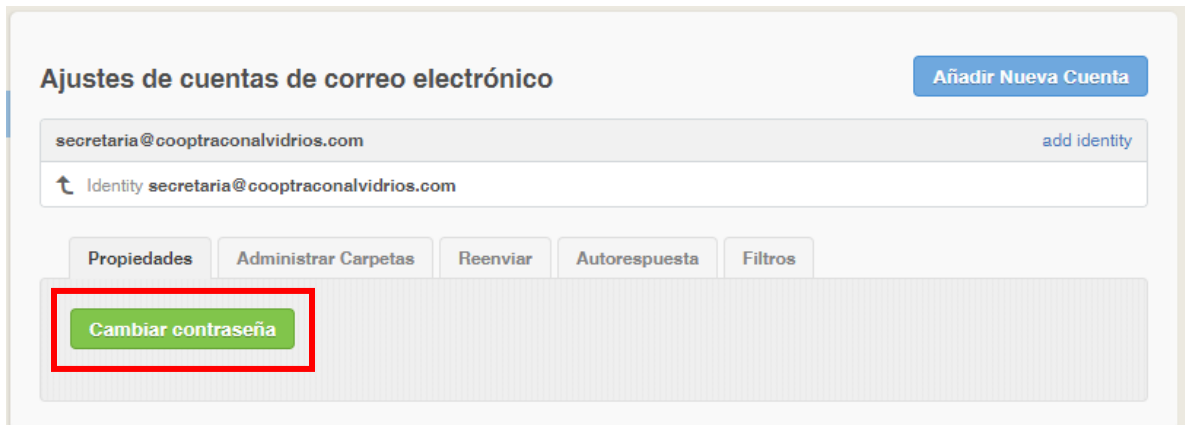 Ajustes de cuentas de correo electrónico
Añadir Nueva Cuenta
secretaria@cooptraconalvidrios.com
add identity
Identity secretaria@cooptraconalvidrios.com
Propiedades
Administrar Carpetas
Reenviar
Autorespuesta
Filtros
Cambiar contraseña